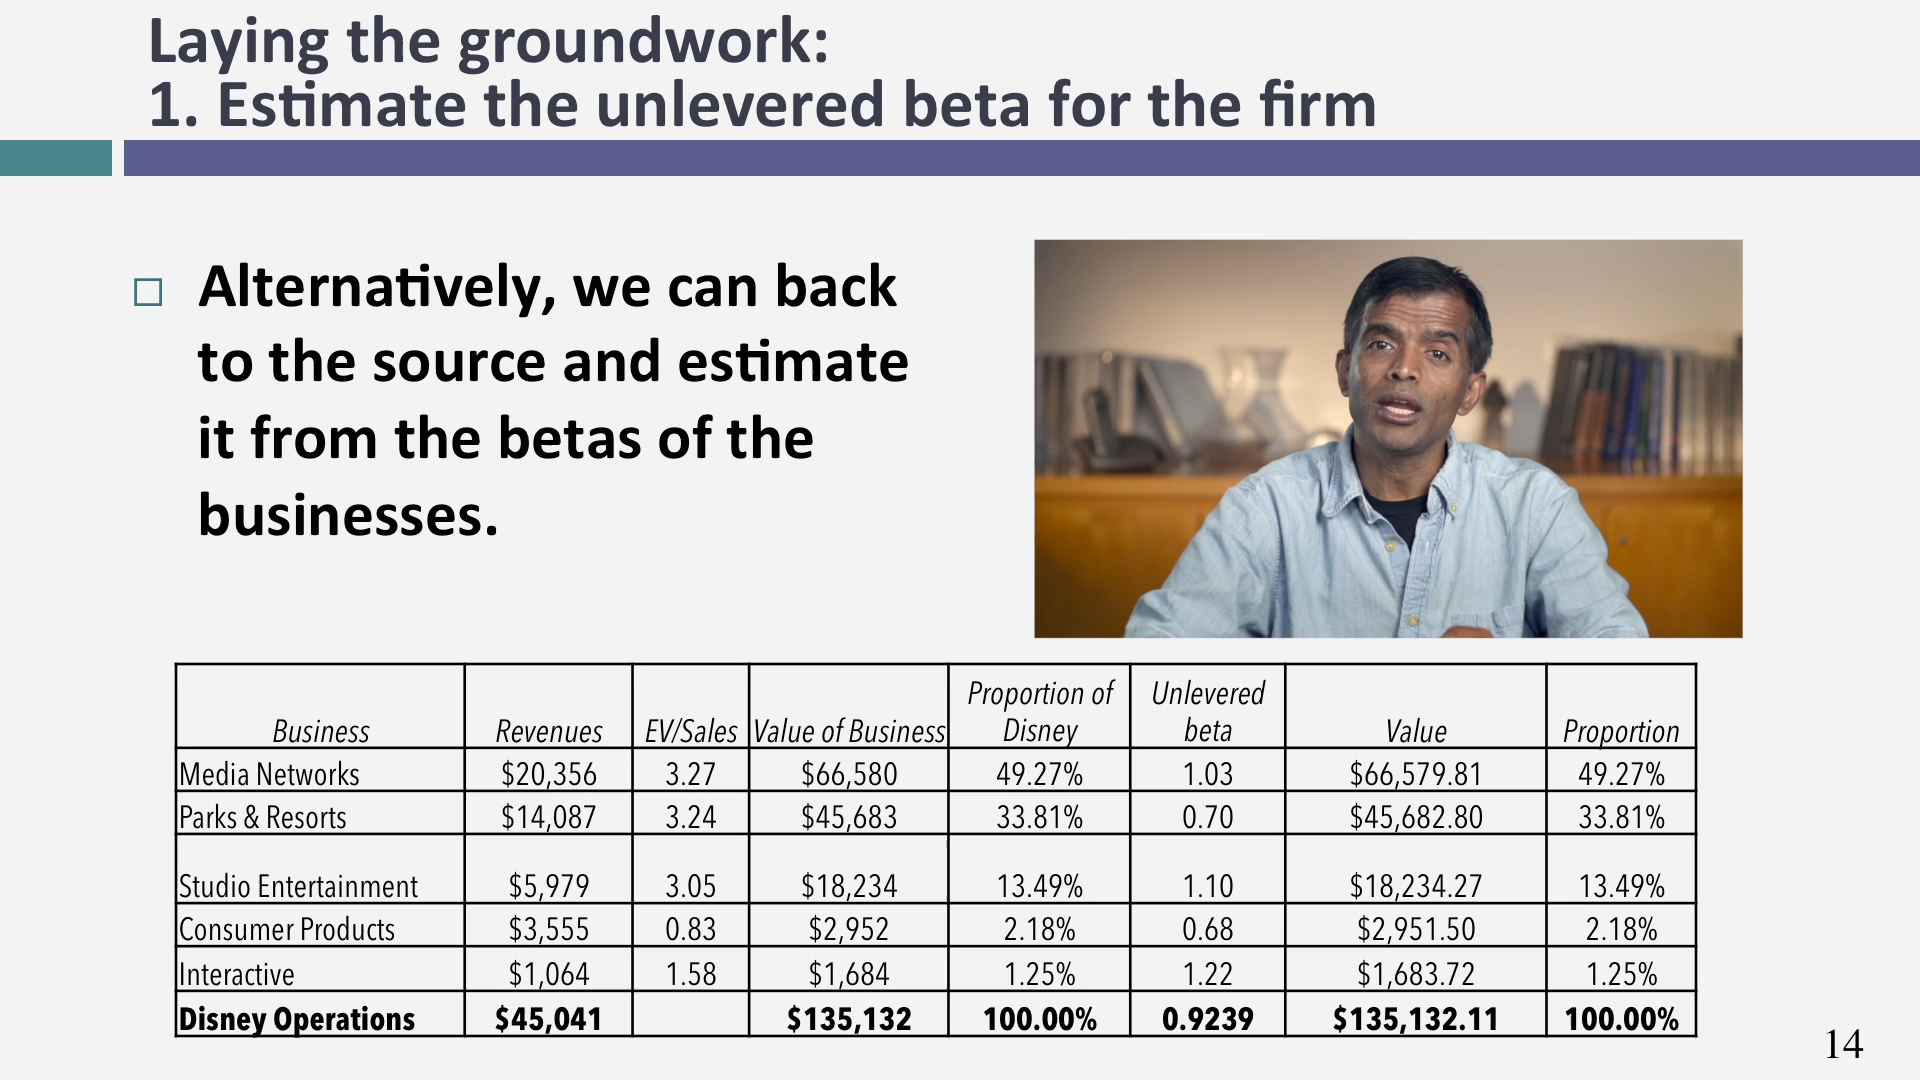 Laying the groundwork:
1. Estimate the unlevered beta for the firm
Alternatively, we can back
to the source and estimate
it from the betas of the
businesses.
Business Revenues EV/Sales Value of Business Proportion of Disney Unlevered beta Value Proportion
Media Networks $20,356 3.27 $66,580 49.27% 1.03 $66,579.81 49.27%
Parks & Resorts $14,087 3.24 $45,683 33.81% 0.70 $45,682.80 33.81%
Studio Entertainment $5,979 3.05 $18,234 13.49% 1.10 $18,234.27 13.49%
Consumer Products $3,555 0.83 $2,952 2.18% 0.68 $2,951.50 2.18%
Interactive $1,064 1.58 $1,684 1.25% 1.22 $1,683.72 1.25%
Disney Operations $45,041 $135,132 100.00% 0.9239 $135,132.11 100.00%
14